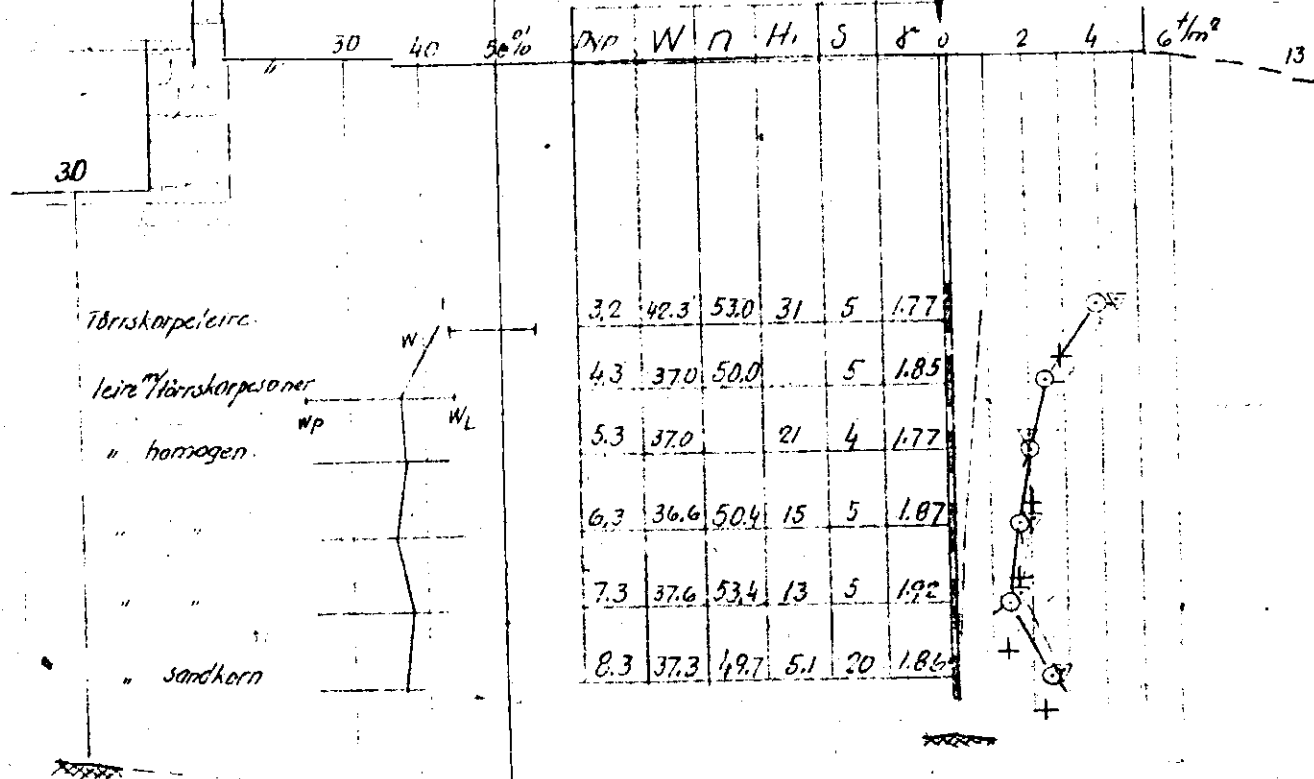 30 40 50% Dyp W n H₁ S γ 0 2 4 6 t/m² 13
30
Tørrskorpeleire 3,2 42.3 53.0 31 5 1.77
W
leire m/tørrskorpesoner 4.3 37.0 50.0 5 1.85
Wp WL
" homogen 5.3 37.0 21 4 1.77
" " 6,3 36.6 50.4 15 5 1.87
" " 7.3 37.6 53,4 13 5 1.92
" sandkorn 8.3 37.3 49.7 5.1 20 1.86